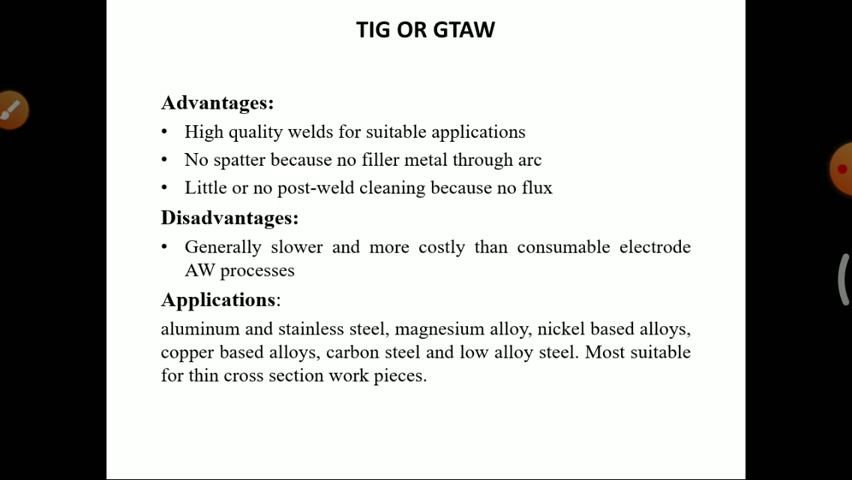 TIG OR GTAW
Advantages:
• High quality welds for suitable applications
• No spatter because no filler metal through arc
• Little or no post-weld cleaning because no flux
Disadvantages:
• Generally slower and more costly than consumable electrode
AW processes
Applications:
aluminum and stainless steel, magnesium alloy, nickel based alloys,
copper based alloys, carbon steel and low alloy steel. Most suitable
for thin cross section work pieces.